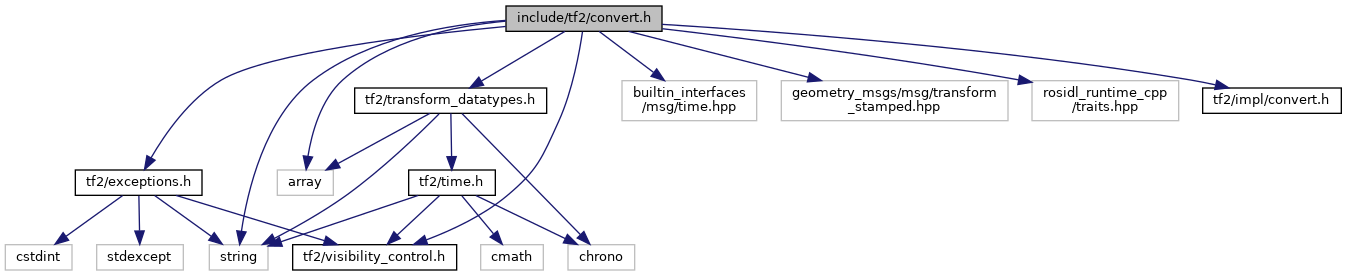 include/tf2/convert.h
tf2/transform_datatypes.h
builtin_interfaces
/msg/time.hpp
geometry_msgs/msg/transform
_stamped.hpp
rosidl_runtime_cpp
/traits.hpp
tf2/impl/convert.h
tf2/exceptions.h
array
tf2/time.h
cstdint
stdexcept
string
tf2/visibility_control.h
cmath
chrono